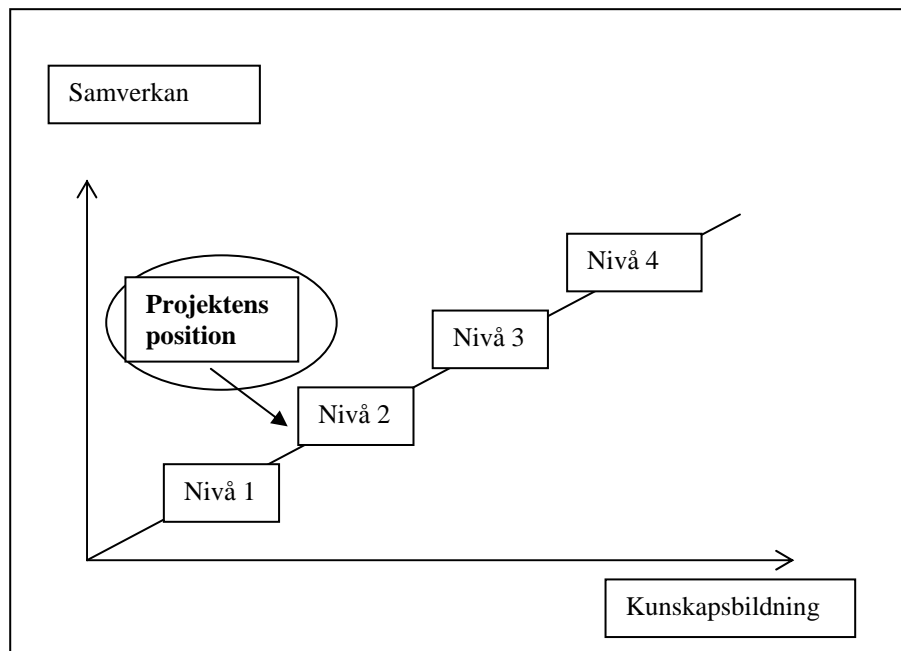 Samverkan
Nivå 4
Projektens
position
Nivå 3
Nivå 2
Nivå 1
Kunskapsbildning